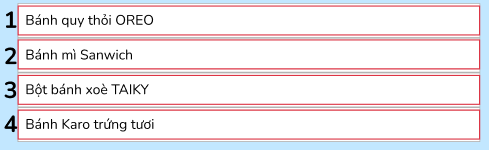 1 Bánh quy thỏi OREO
2 Bánh mì Sanwich
3 Bột bánh xoè TAIKY
4 Bánh Karo trứng tươi